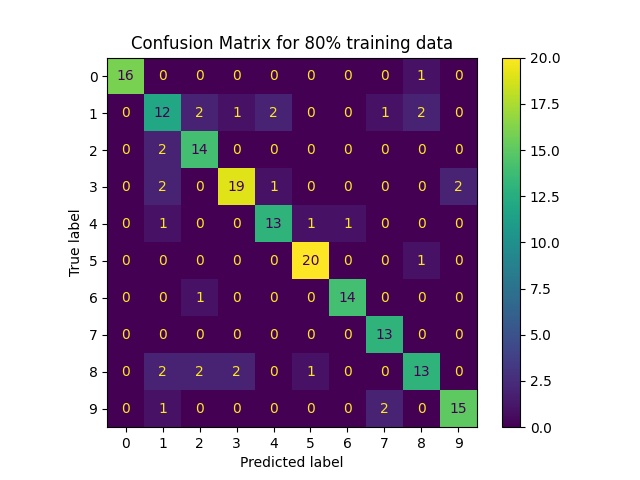 Confusion Matrix for 80% training data
0 16 0 0 0 0 0 0 0 1 0
1 0 12 2 1 2 0 0 1 2 0
2 0 2 14 0 0 0 0 0 0 0
3 0 2 0 19 1 0 0 0 0 2
4 0 1 0 0 13 1 1 0 0 0
5 0 0 0 0 0 20 0 0 1 0
6 0 0 1 0 0 0 14 0 0 0
7 0 0 0 0 0 0 0 13 0 0
8 0 2 2 2 0 1 0 0 13 0
9 0 1 0 0 0 0 0 2 0 15
0 1 2 3 4 5 6 7 8 9
Predicted label
True label
20.0
17.5
15.0
12.5
10.0
7.5
5.0
2.5
0.0